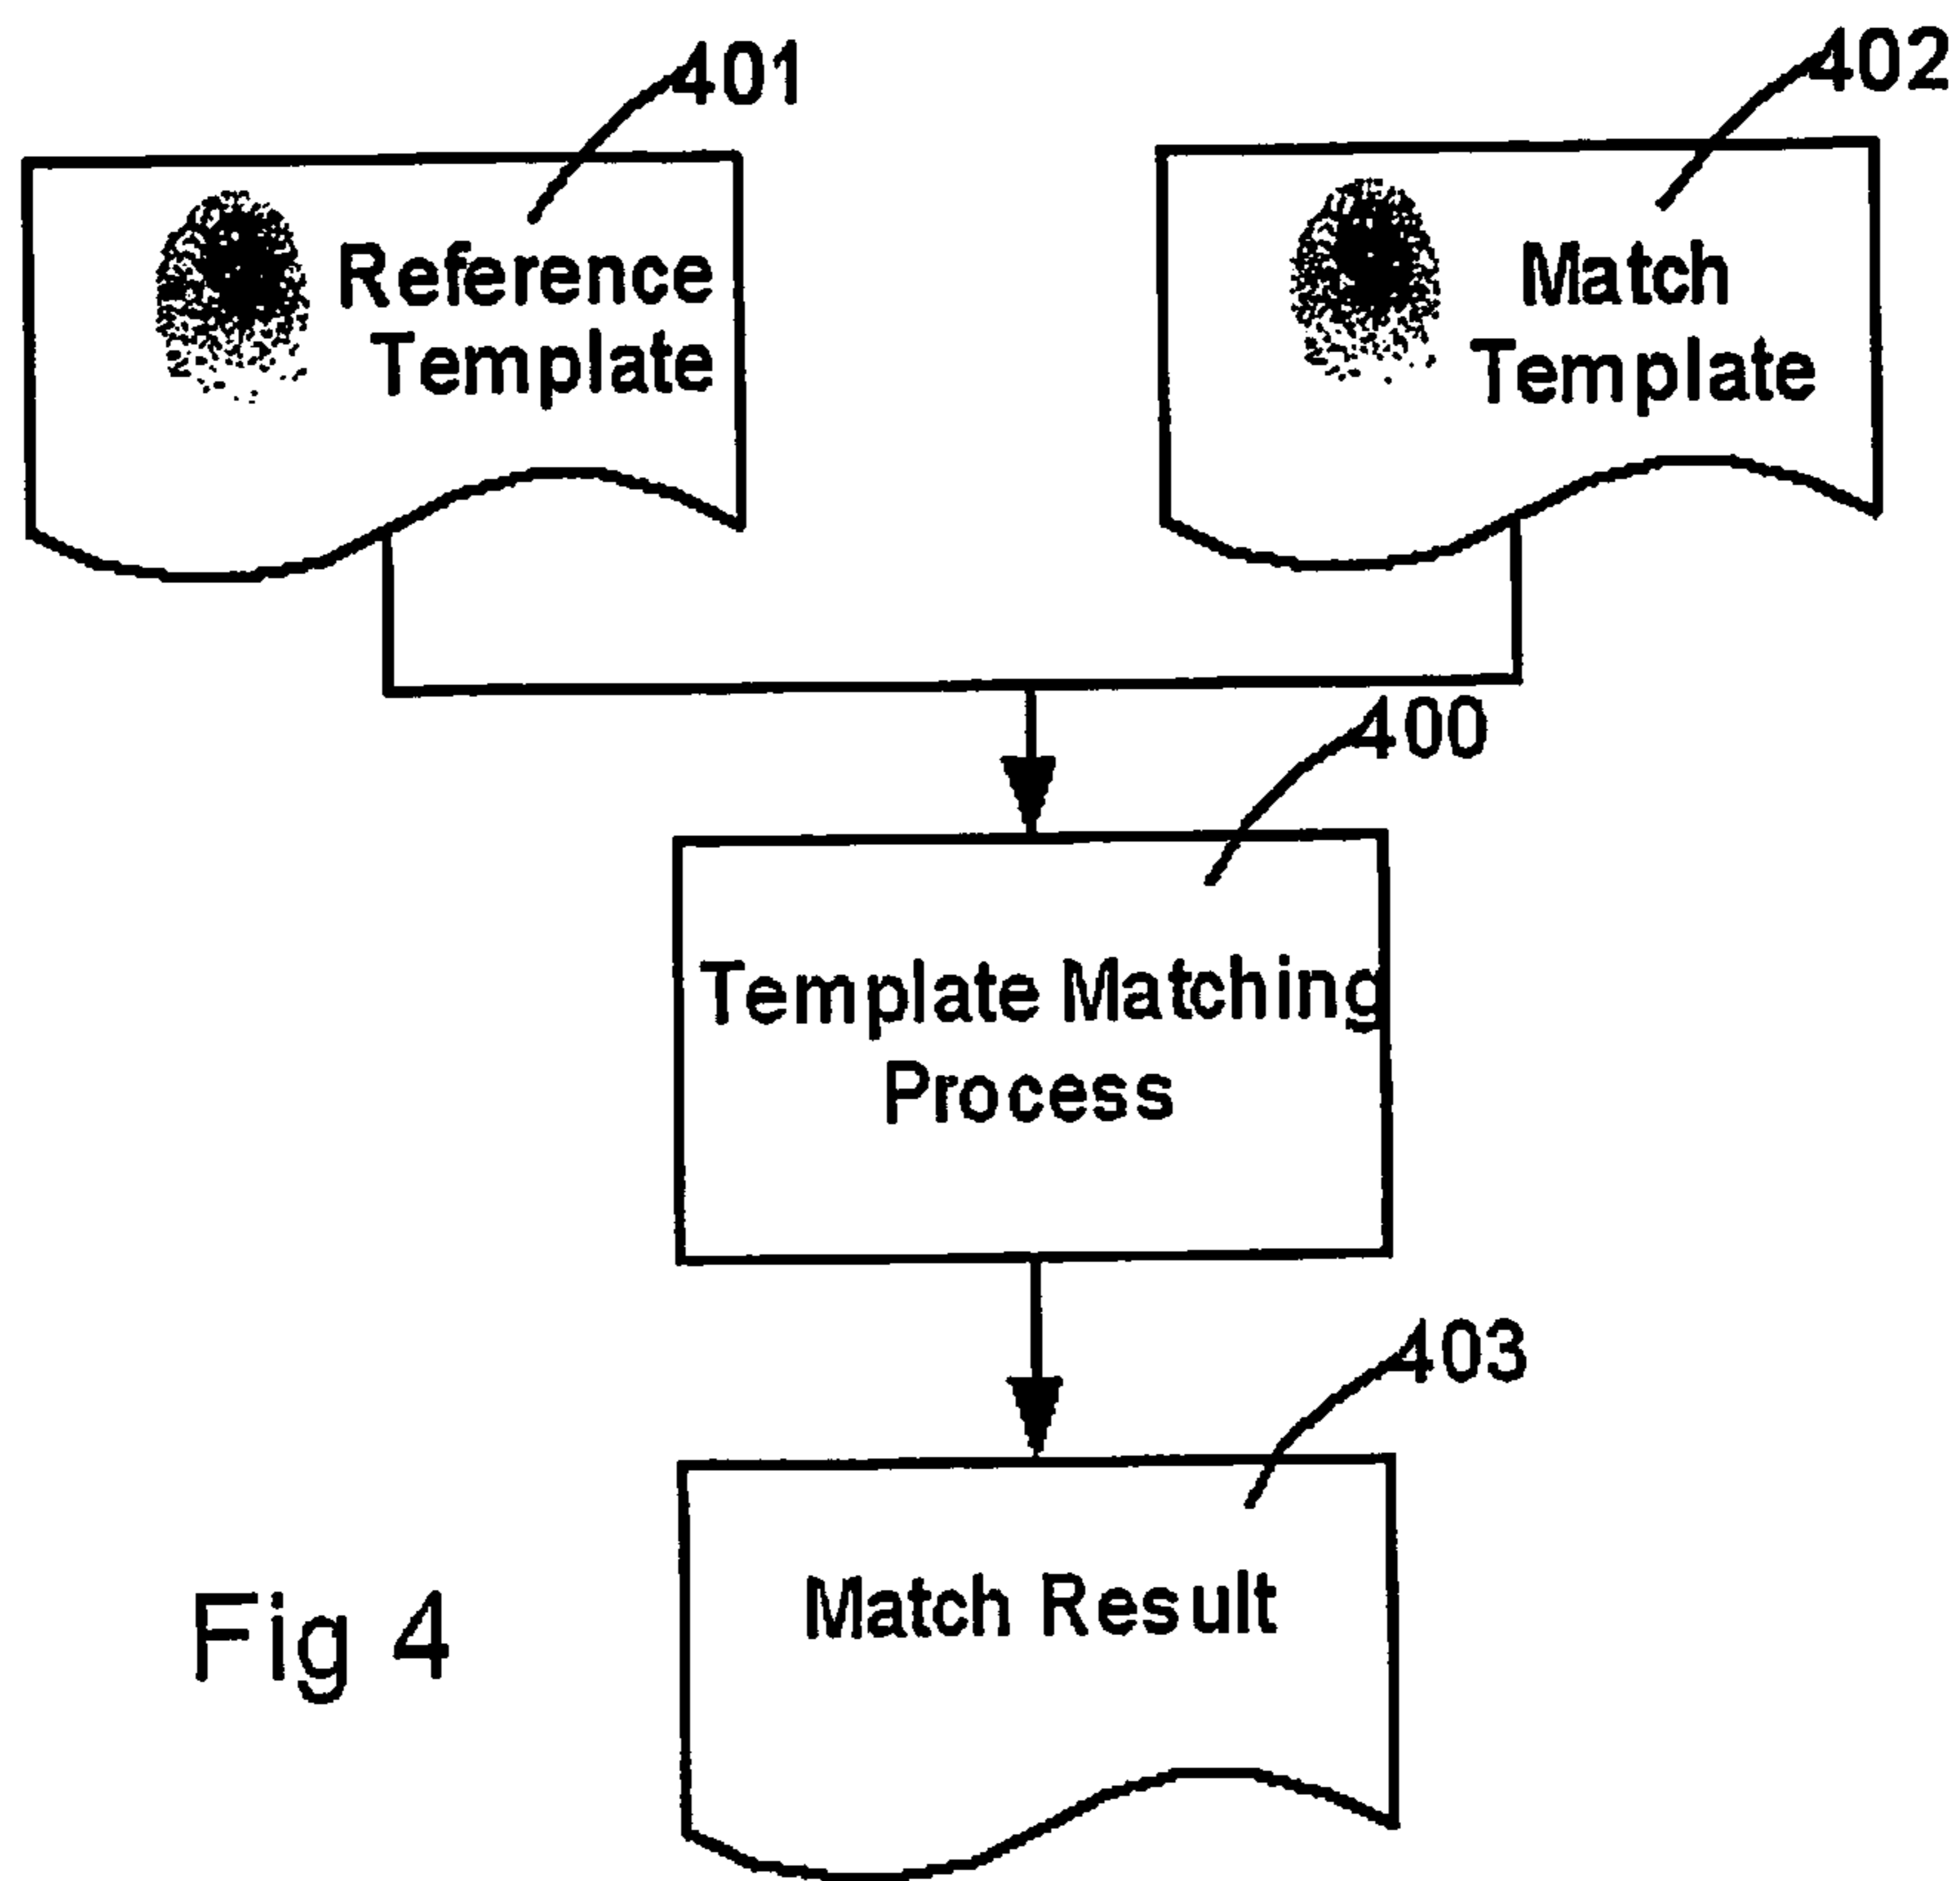 401
402
Reference
Template
Match
Template
400
Template Matching
Process
403
Match Result
Fig 4